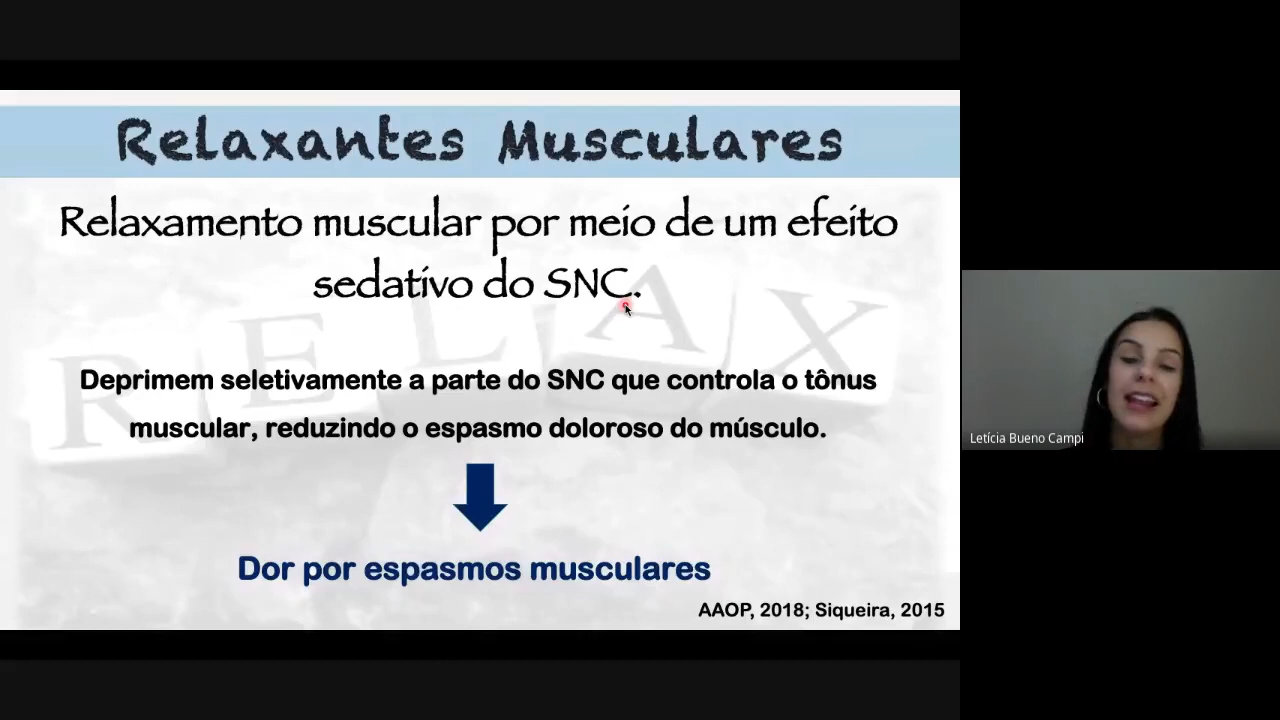 Relaxantes Musculares
Relaxamento muscular por meio de um efeito
sedativo do SNC.
RELAX
Deprimem seletivamente a parte do SNC que controla o tônus
muscular, reduzindo o espasmo doloroso do músculo.
Dor por espasmos musculares
AAOP, 2018; Siqueira, 2015
Letícia Bueno Campi